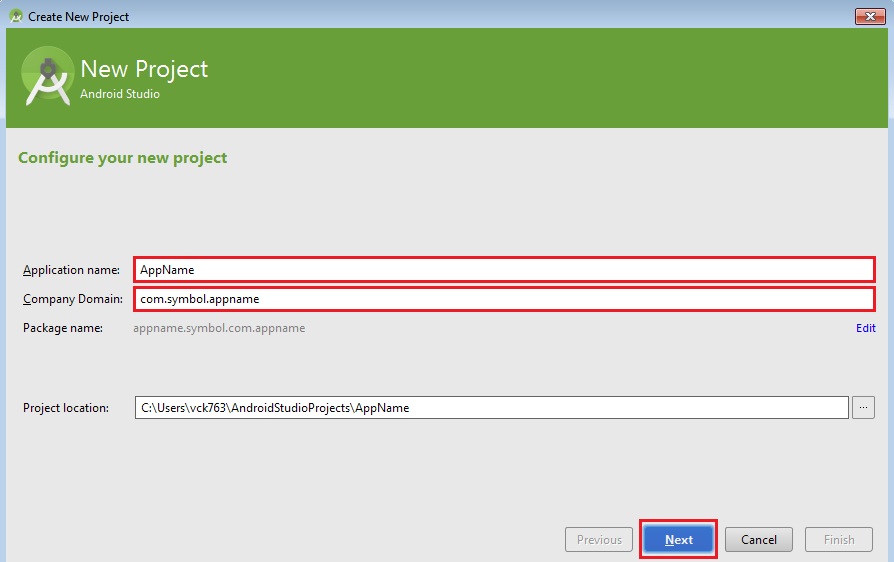 Create New Project
New Project
Android Studio
Configure your new project
Application name: AppName
Company Domain: com.symbol.appname
Package name: appname.symbol.com.appname Edit
Project location: C:\Users\vck763\AndroidStudioProjects\AppName ...
Previous Next Cancel Finish